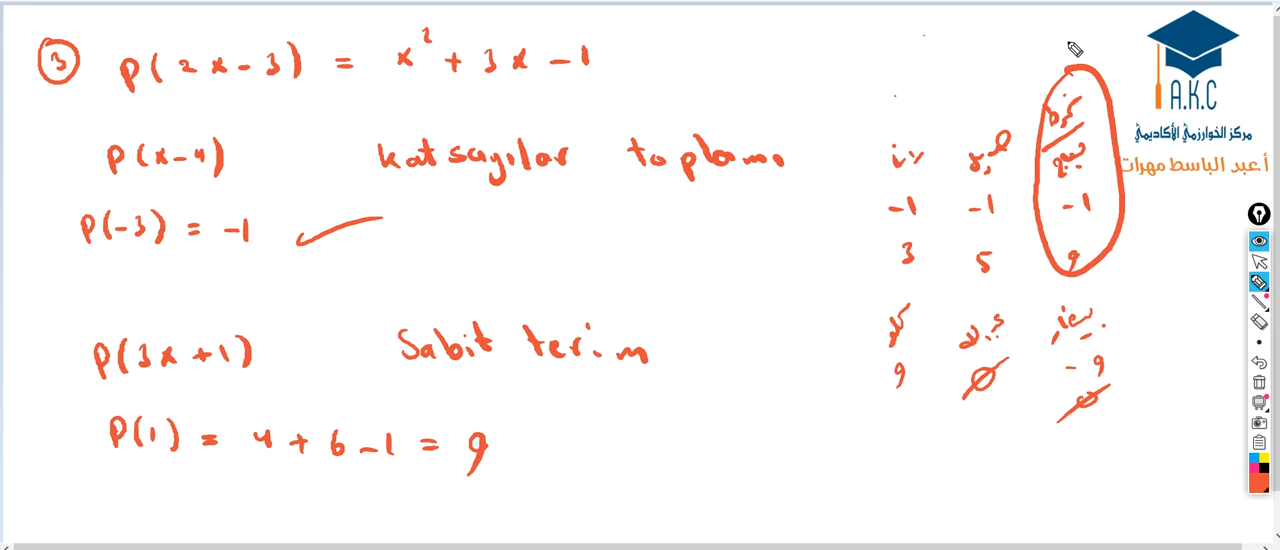 3 P(2x-3) = x² + 3x - 1
P(x-4) Katsayılar toplamı
P(-3) = -1
P(3x+1) Sabit terim
P(1) = 4 + 6 - 1 = 9
-1 -1 -1
3 5 9
9 - 9
A.K.C
مركز الخوارزمي الأكاديمي
أعبد الباسط مهرات